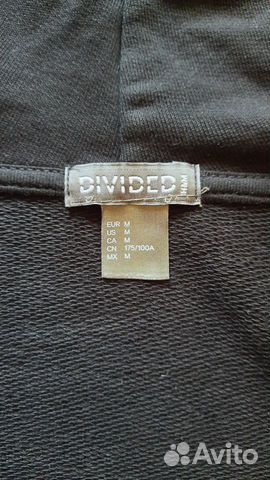 DIVIDED
H&M
EUR M
US M
CA M
CN 175/100A
MX M
Avito